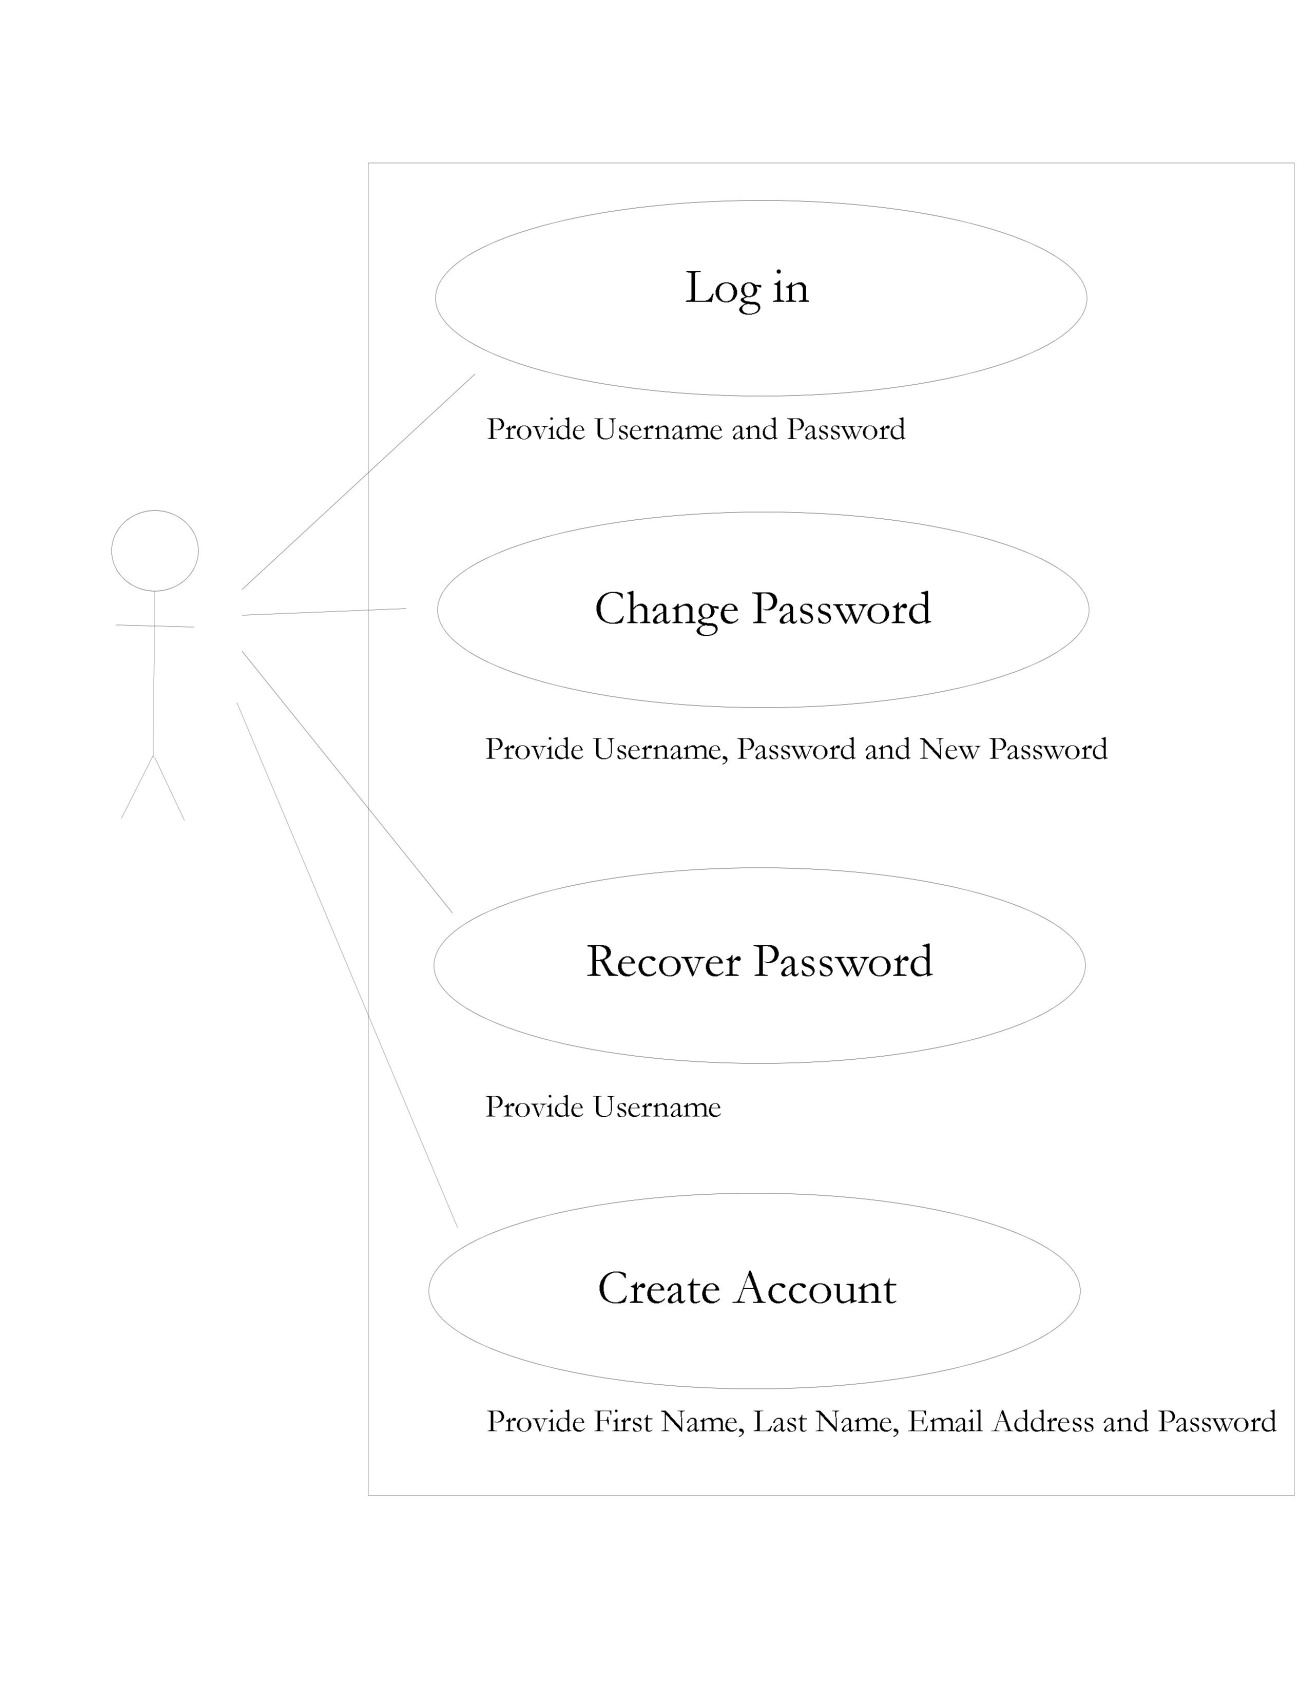 Log in
Provide Username and Password
Change Password
Provide Username, Password and New Password
Recover Password
Provide Username
Create Account
Provide First Name, Last Name, Email Address and Password